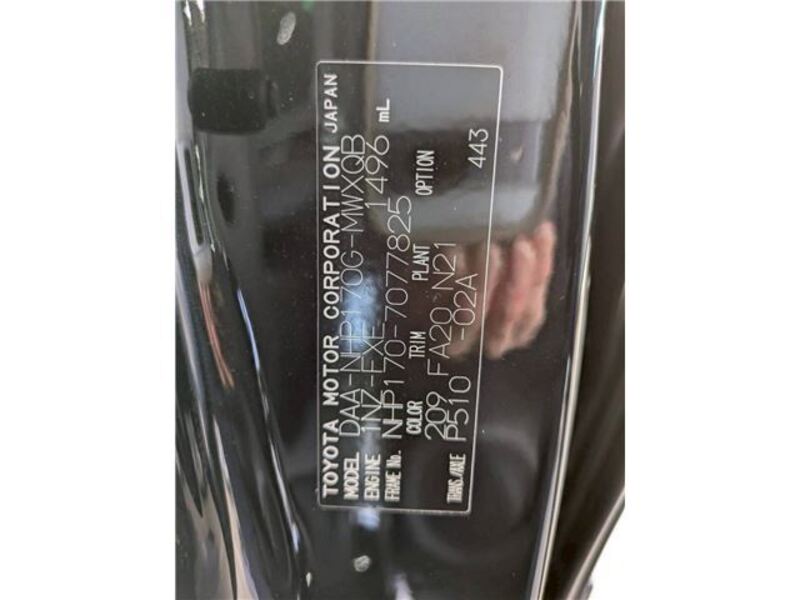 TOYOTA MOTOR CORPORATION JAPAN
MODEL DAA-NHP170G-MWXQB
ENGINE 1NZ-FXE 1496 mL
FRAME No. NHP170-7077825
COLOR TRIM PLANT OPTION
209 FA20 N21
TRANS./AXLE P510 -02A
443